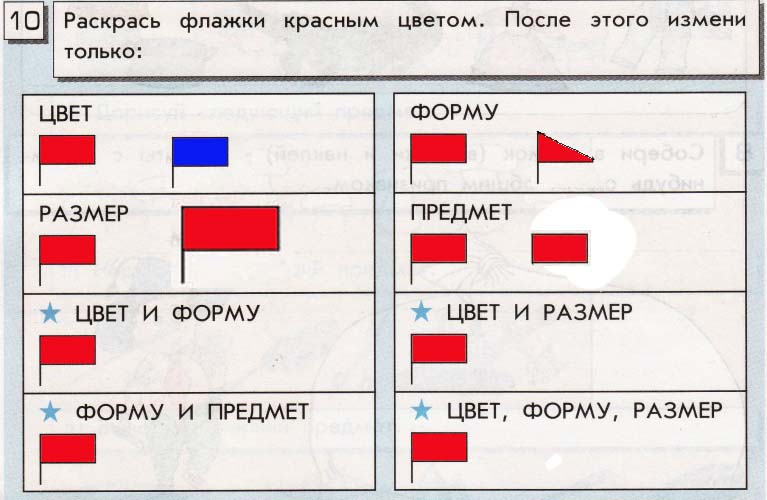 10
Раскрась флажки красным цветом. После этого измени
только:
ЦВЕТ
ФОРМУ
РАЗМЕР
ПРЕДМЕТ
ЦВЕТ И ФОРМУ
ЦВЕТ И РАЗМЕР
ФОРМУ И ПРЕДМЕТ
ЦВЕТ, ФОРМУ, РАЗМЕР